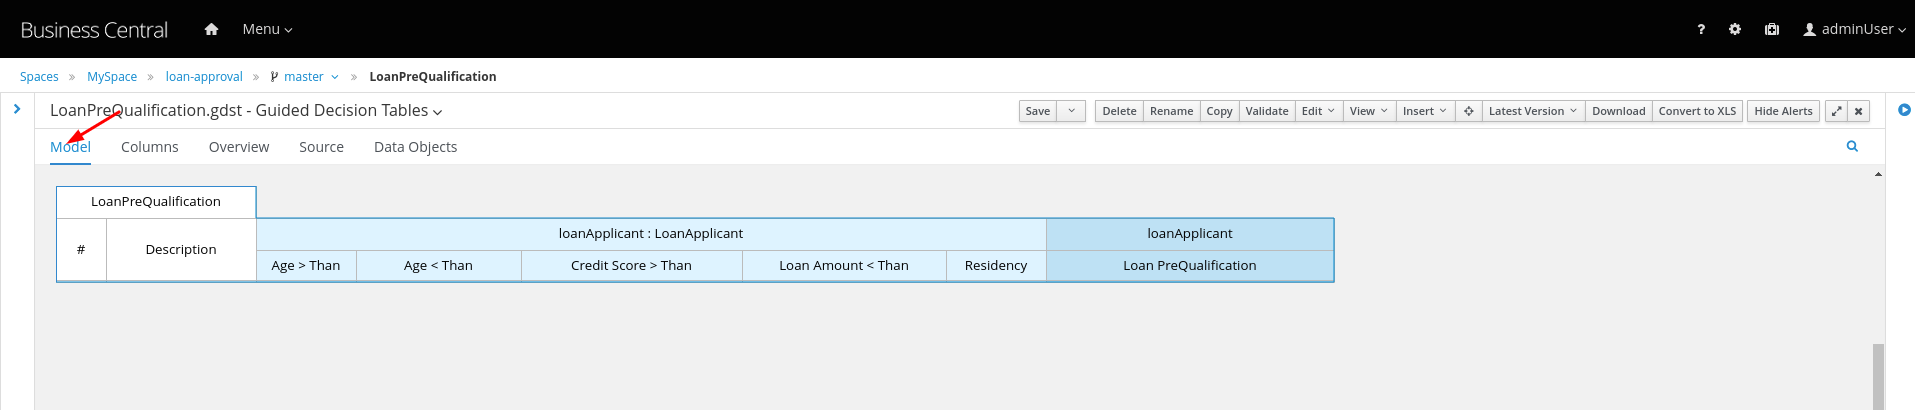 Business Central Menu ? adminUser
Spaces » MySpace » loan-approval » master » LoanPreQualification
LoanPreQualification.gdst - Guided Decision Tables Save Delete Rename Copy Validate Edit View Insert Latest Version Download Convert to XLS Hide Alerts
Model Columns Overview Source Data Objects
LoanPreQualification
# Description loanApplicant : LoanApplicant loanApplicant
Age > Than Age < Than Credit Score > Than Loan Amount < Than Residency Loan PreQualification